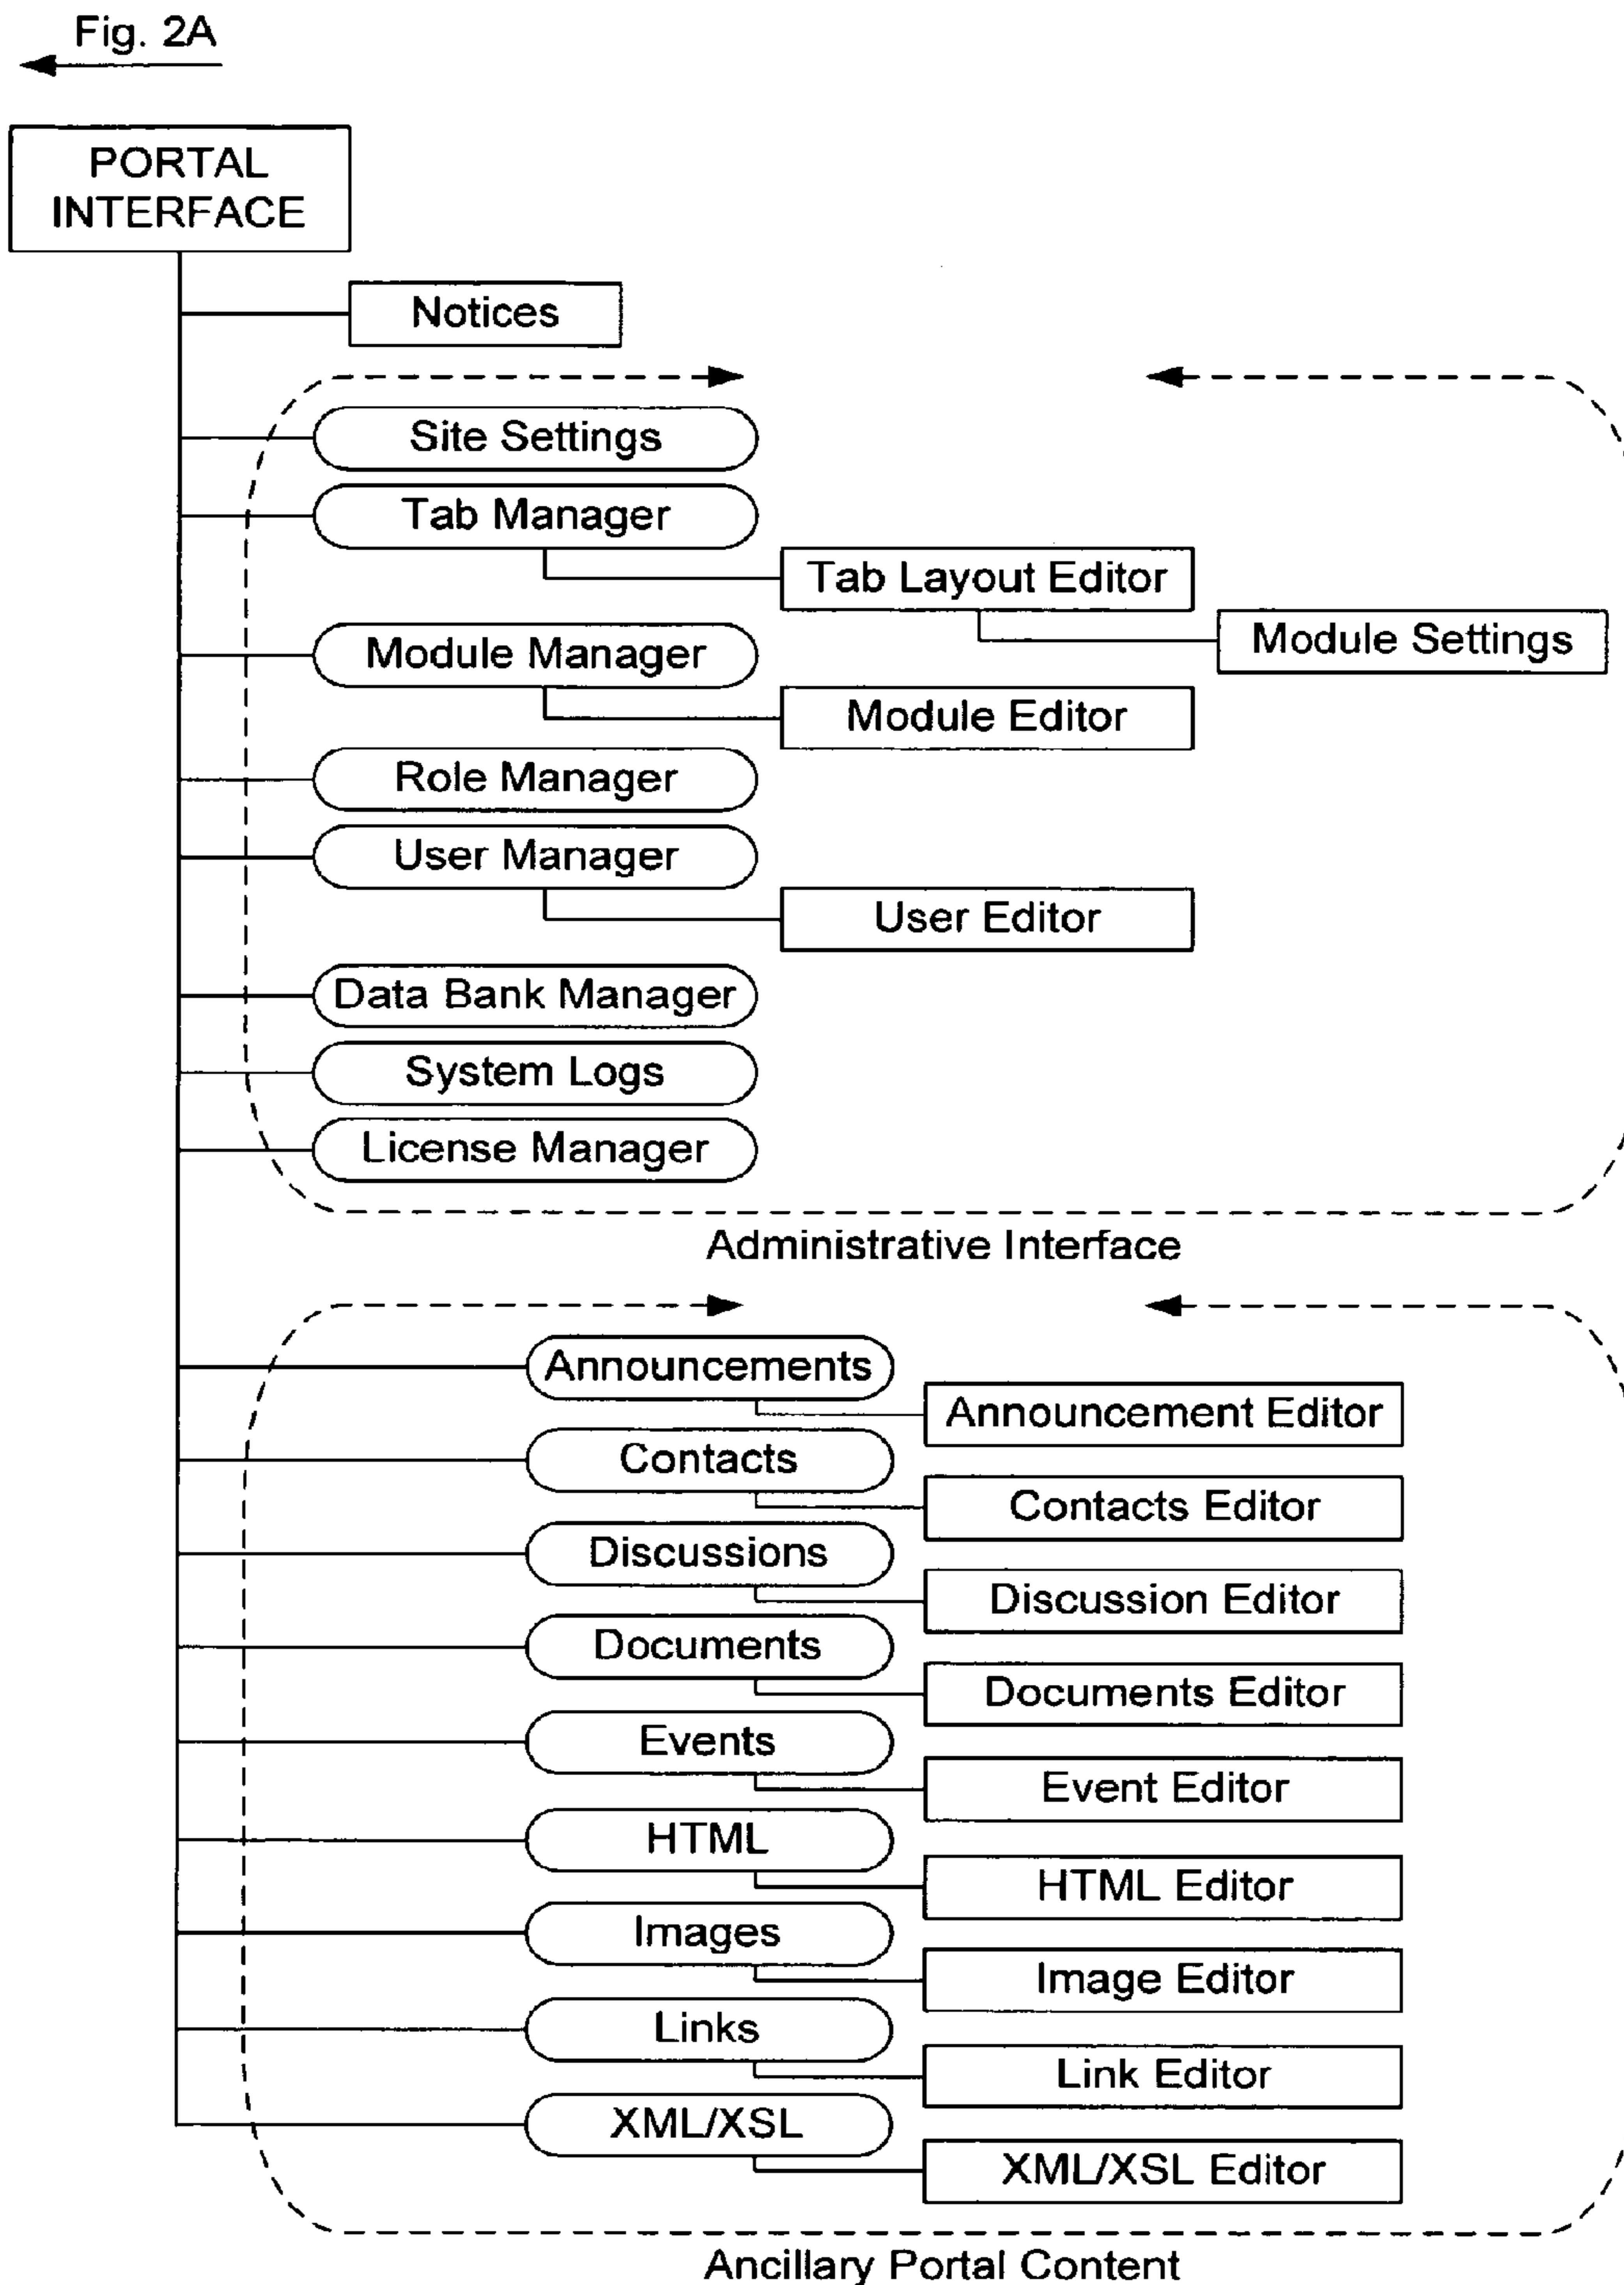 Fig. 2A
PORTAL
INTERFACE
Notices
Site Settings
Tab Manager
Tab Layout Editor
Module Settings
Module Manager
Module Editor
Role Manager
User Manager
User Editor
Data Bank Manager
System Logs
License Manager
Administrative Interface
Announcements
Announcement Editor
Contacts
Contacts Editor
Discussions
Discussion Editor
Documents
Documents Editor
Events
Event Editor
HTML
HTML Editor
Images
Image Editor
Links
Link Editor
XML/XSL
XML/XSL Editor
Ancillary Portal Content